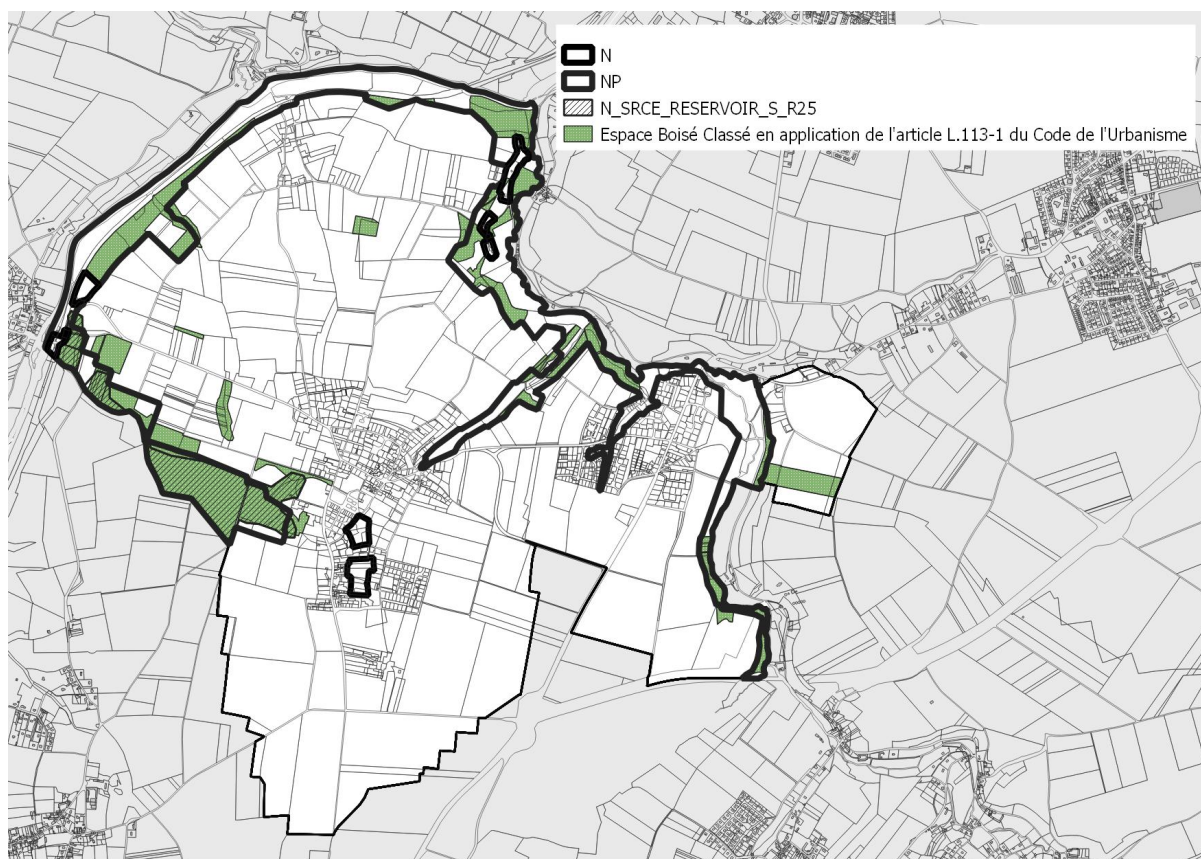 N
NP
N_SRCE_RESERVOIR_S_R25
Espace Boisé Classé en application de l'article L.113-1 du Code de l'Urbanisme